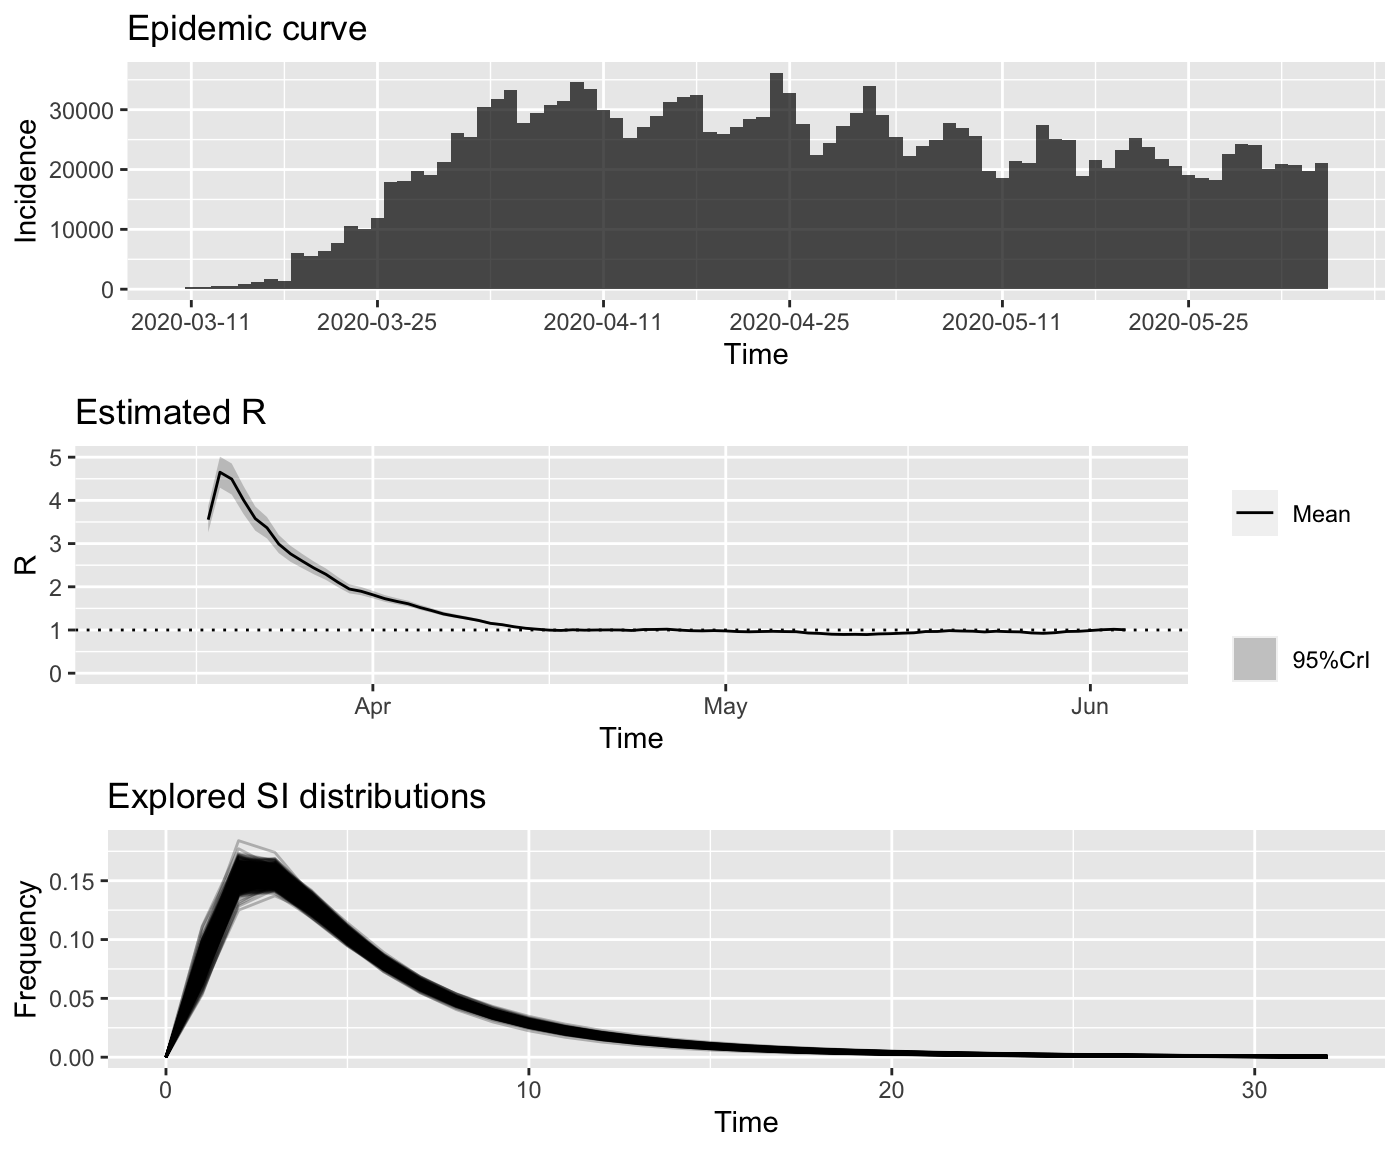 Epidemic curve
Incidence
30000
20000
10000
0
2020-03-11 2020-03-25 2020-04-11 2020-04-25 2020-05-11 2020-05-25
Time
Estimated R
R
5
4
3
2
1
0
Apr May Jun
Time
Mean
95%CrI
Explored SI distributions
Frequency
0.15
0.10
0.05
0.00
0 10 20 30
Time